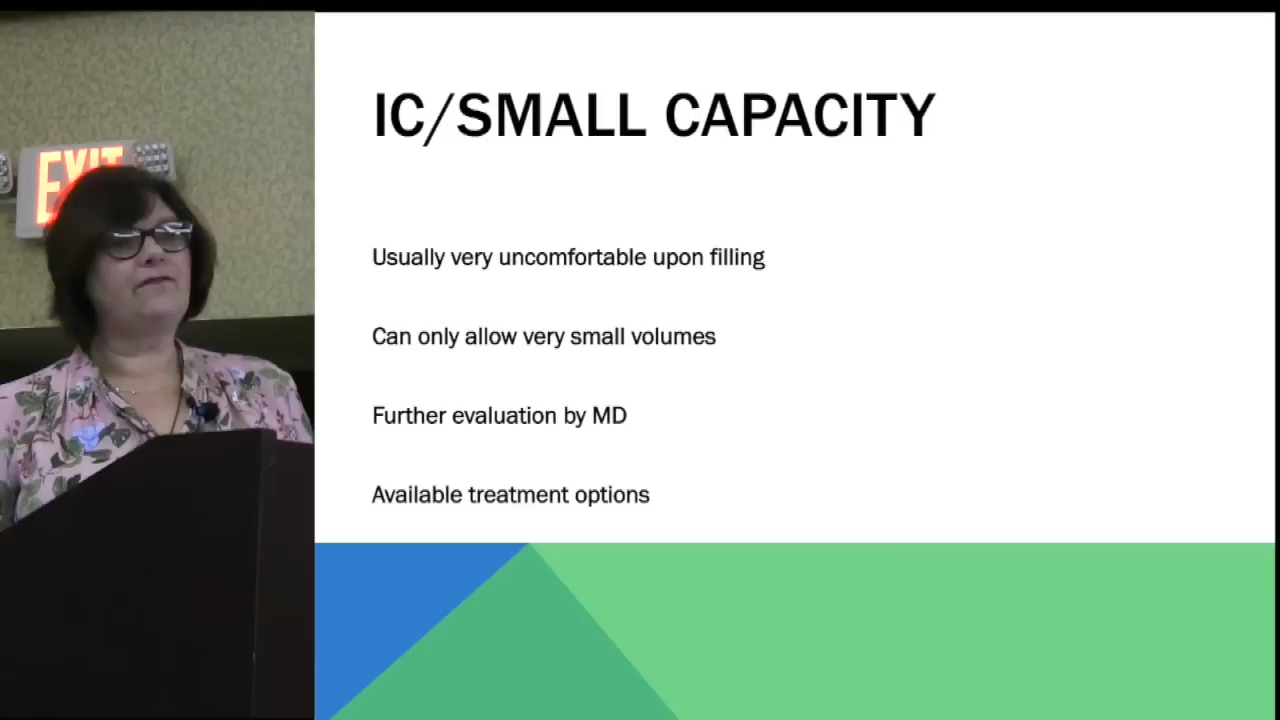 EXIT
IC/SMALL CAPACITY
Usually very uncomfortable upon filling
Can only allow very small volumes
Further evaluation by MD
Available treatment options